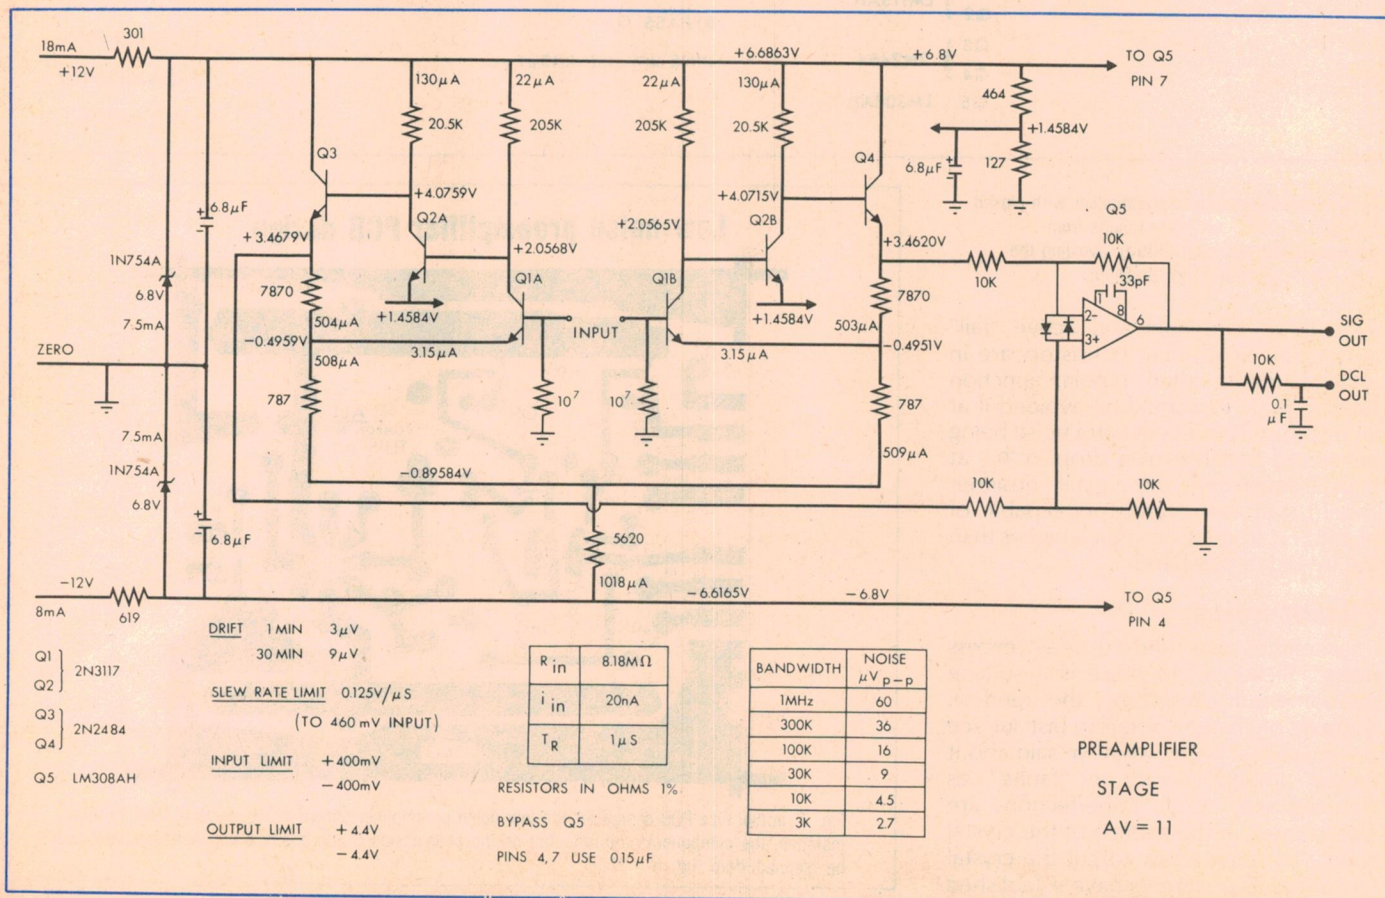 18mA
+12V
301
130μA
20.5K
22μA
205K
22μA
205K
+6.6863V
130μA
20.5K
+6.8V
464
TO Q5
PIN 7
+1.4584V
127
6.8μF
+
Q3
+4.0759V
Q2A
+2.0568V
Q1A
+2.0565V
+4.0715V
Q2B
Q4
+
6.8μF
+3.4679V
7870
504μA
-0.4959V
508μA
787
1N754A
6.8V
7.5mA
ZERO
+1.4584V
3.15μA
INPUT
Q1B
3.15μA
10⁷
10⁷
+1.4584V
+3.4620V
7870
503μA
-0.4951V
787
509μA
10K
Q5
10K
33pF
1
8
2-
3+
6
SIG
OUT
10K
DCL
OUT
0.1
μF
7.5mA
1N754A
6.8V
+
6.8μF
-0.89584V
5620
1018μA
10K
10K
-12V
8mA
619
-6.6165V
-6.8V
TO Q5
PIN 4
DRIFT 1 MIN 3μV
30 MIN 9μV
SLEW RATE LIMIT 0.125V/μS
(TO 460 mV INPUT)
INPUT LIMIT +400mV
-400mV
OUTPUT LIMIT +4.4V
-4.4V
Q1
Q2
2N3117
Q3
Q4
2N2484
Q5 LM308AH
R in 8.18MΩ
i in 20nA
T R 1μS
RESISTORS IN OHMS 1%
BYPASS Q5
PINS 4,7 USE 0.15μF
BANDWIDTH NOISE μV p-p
1MHz 60
300K 36
100K 16
30K 9
10K 4.5
3K 2.7
PREAMPLIFIER
STAGE
AV = 11